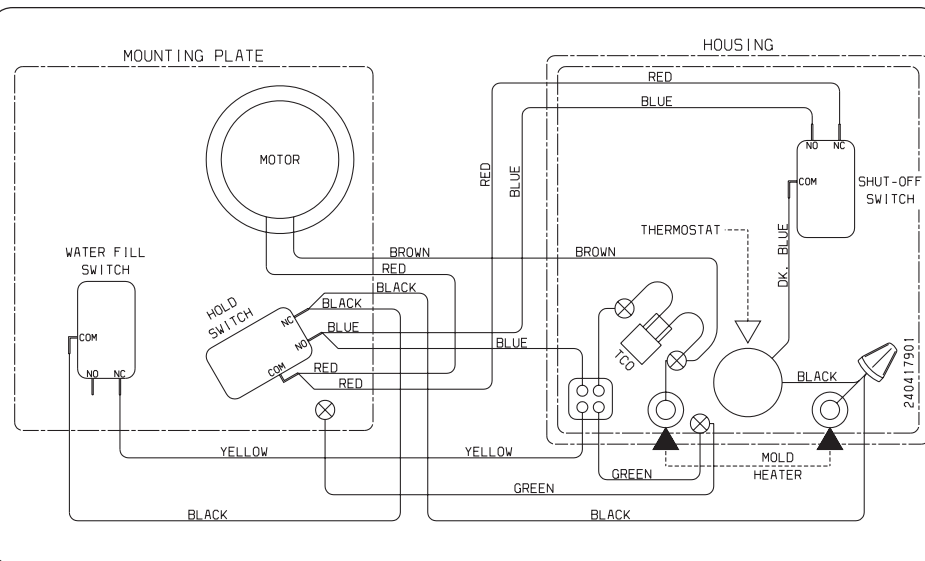 HOUSING
MOUNTING PLATE
RED
BLUE
MOTOR
RED
BLUE
NO NC
COM
SHUT-OFF
SWITCH
THERMOSTAT
DK. BLUE
WATER FILL
SWITCH
BROWN
BROWN
RED
BLACK
BLACK
HOLD
SWITCH
NC
NO
COM
BLUE
BLUE
RED
RED
COM
NO NC
TCO
BLACK
240417901
YELLOW
YELLOW
MOLD
HEATER
GREEN
GREEN
BLACK
BLACK